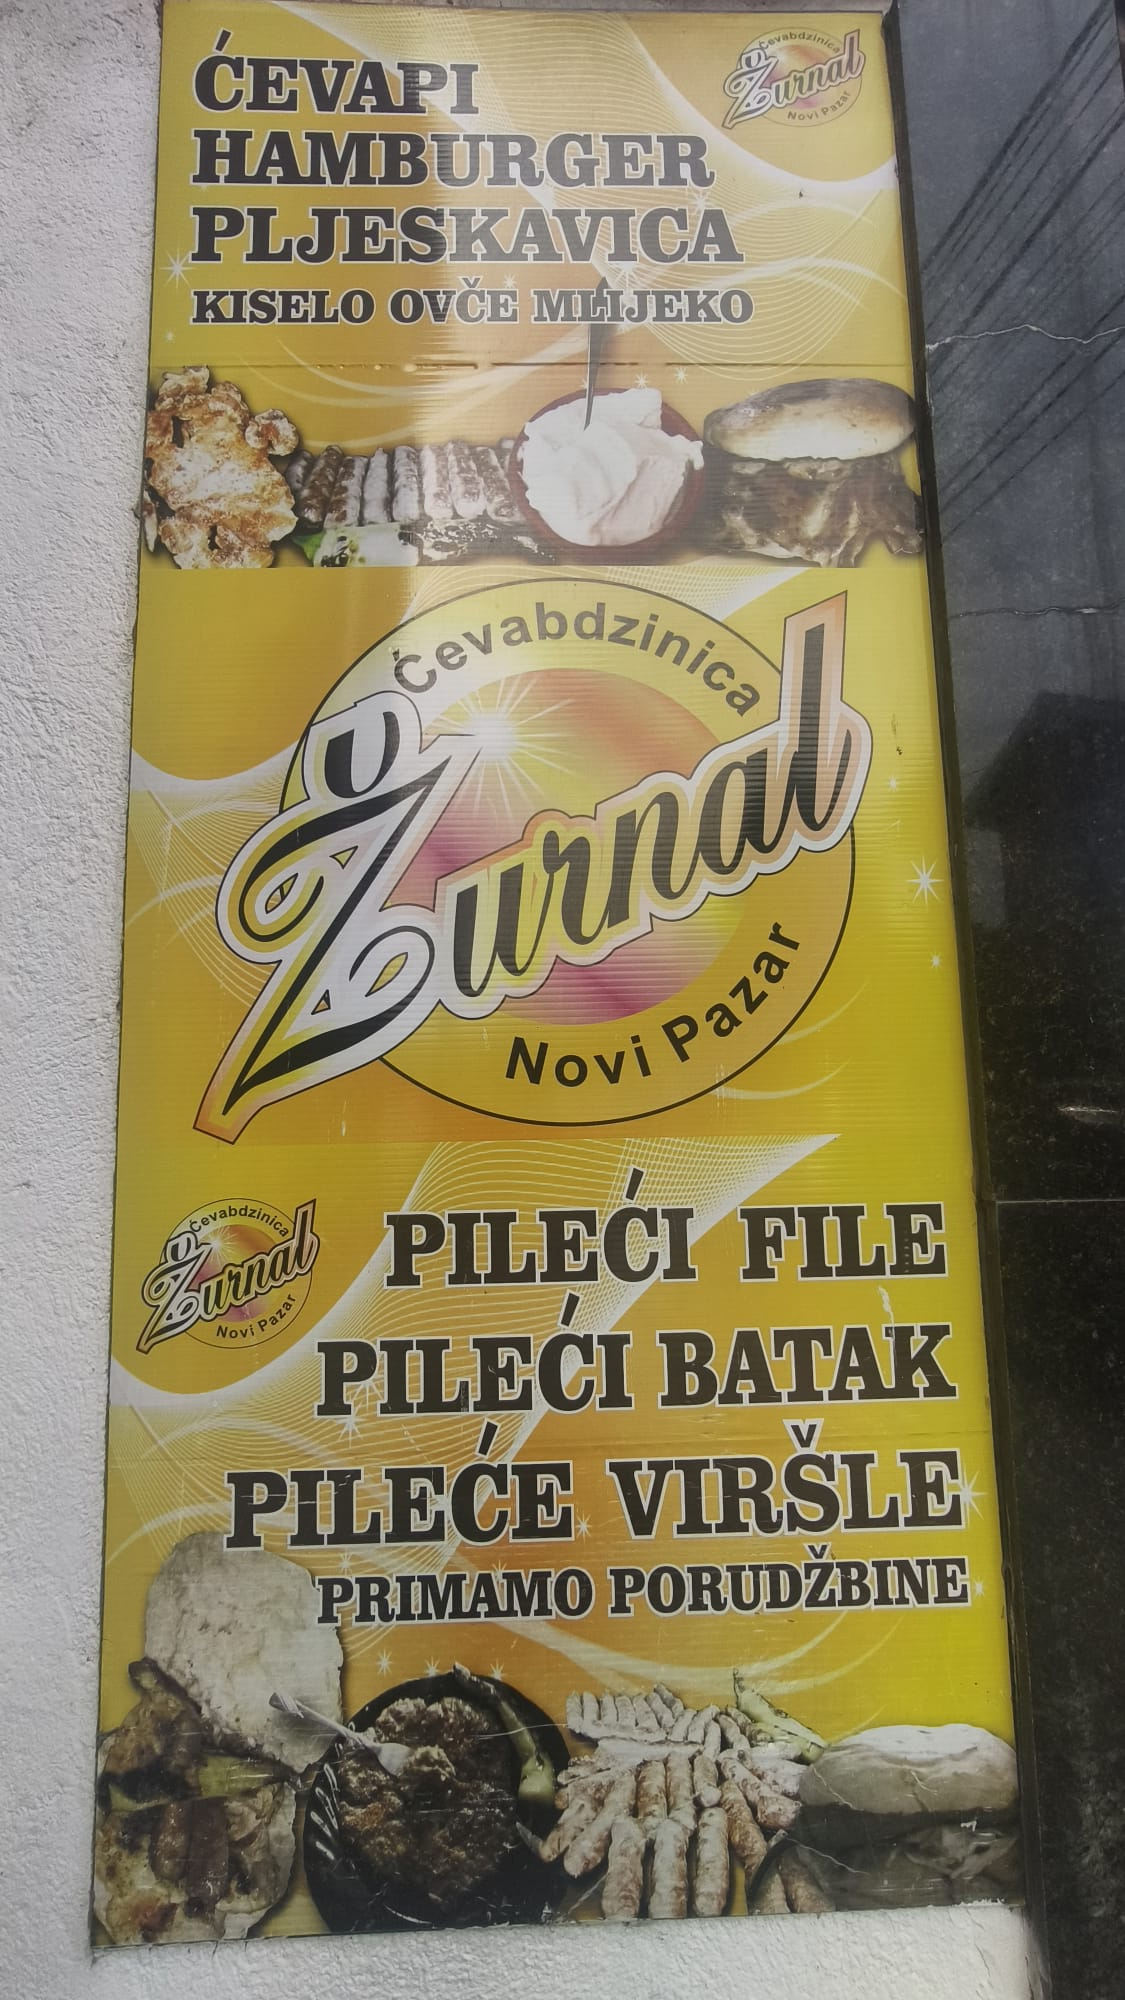 ĆEVAPI
HAMBURGER
PLJESKAVICA
KISELO OVČE MLIJEKO
Ćevabdzinica
Žurnal
Novi Pazar
Ćevabdzinica
Žurnal
Novi Pazar
Ćevabdzinica
Žurnal
Novi Pazar
PILEĆI FILE
PILEĆI BATAK
PILEĆE VIRŠLE
PRIMAMO PORUDŽBINE